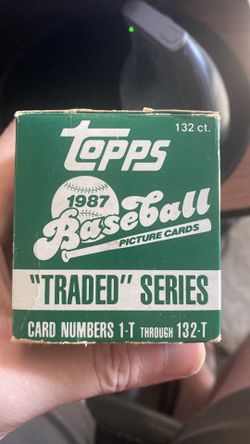 132 ct.
Topps
1987
Baseball
PICTURE CARDS
"TRADED" SERIES
CARD NUMBERS 1-T THROUGH 132-T